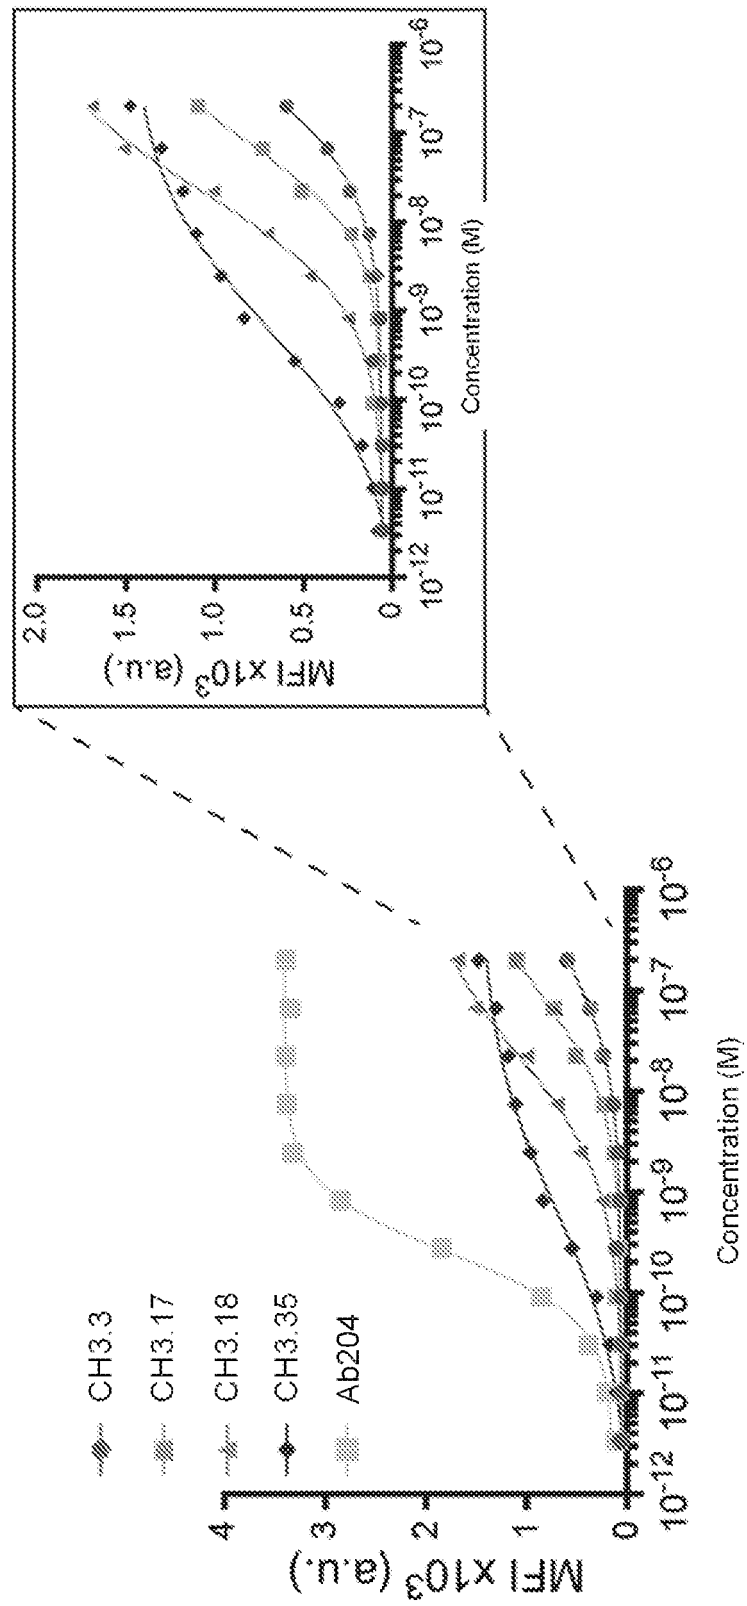 CH3.3
CH3.17
CH3.18
CH3.35
Ab204
MFI x10³ (a.u.)
4
3
2
1
0
10⁻¹² 10⁻¹¹ 10⁻¹⁰ 10⁻⁹ 10⁻⁸ 10⁻⁷ 10⁻⁶
Concentration (M)
MFI x10³ (a.u.)
2.0
1.5
1.0
0.5
0
10⁻¹² 10⁻¹¹ 10⁻¹⁰ 10⁻⁹ 10⁻⁸ 10⁻⁷ 10⁻⁶
Concentration (M)